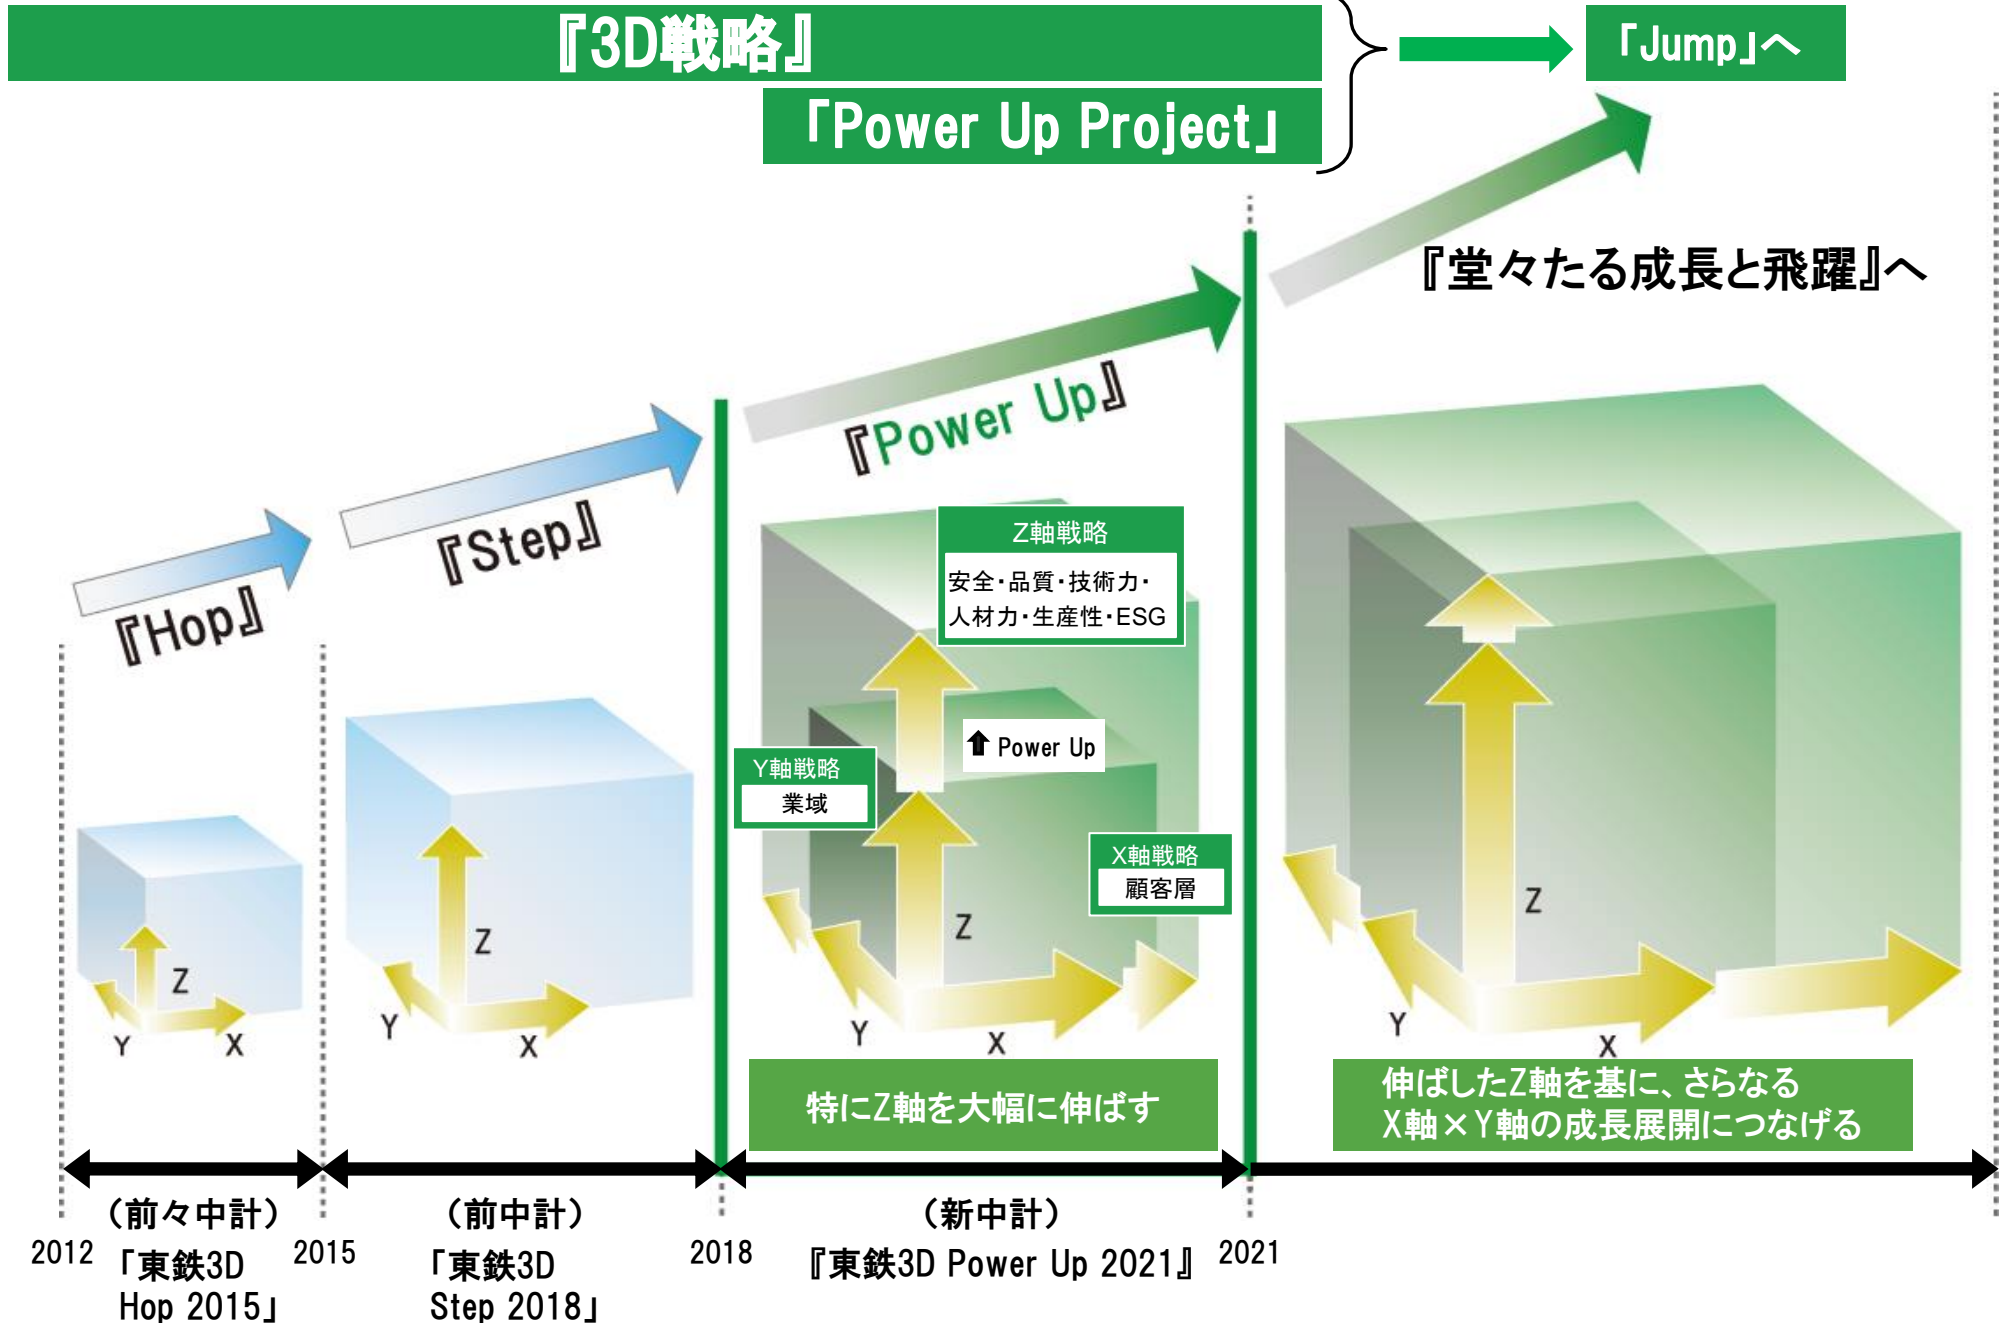 『3D戦略』
「Jump」へ
「Power Up Project」
『堂々たる成長と飛躍』へ
『Power Up』
『Step』
『Hop』
Z軸戦略
安全・品質・技術力・
人材力・生産性・ESG
Power Up
Y軸戦略
業域
X軸戦略
顧客層
Z
Y
X
Z
Y
X
Z
Y
X
Z
Y
X
特にZ軸を大幅に伸ばす
伸ばしたZ軸を基に、さらなる
X軸×Y軸の成長展開につなげる
（前々中計）
（前中計）
（新中計）
2012
2015
2018
2021
「東鉄3D
Hop 2015」
「東鉄3D
Step 2018」
『東鉄3D Power Up 2021』